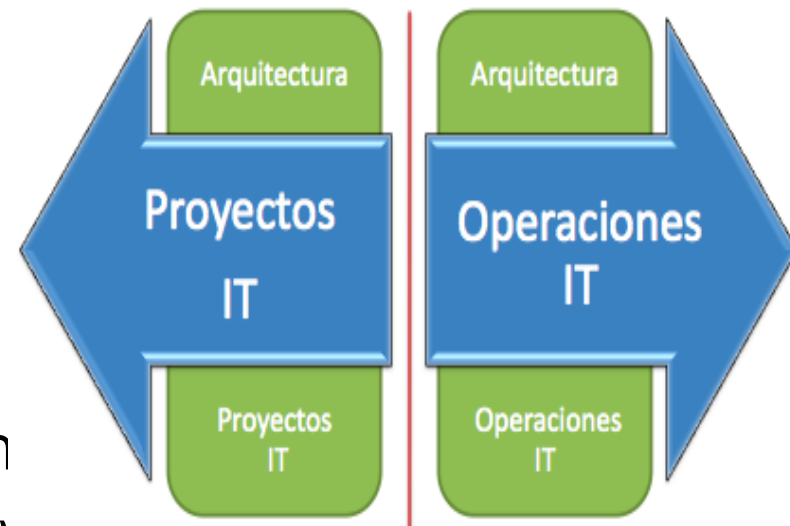 Arquitectura
Proyectos
IT
Proyectos
IT
Arquitectura
Operaciones
IT
Operaciones
IT